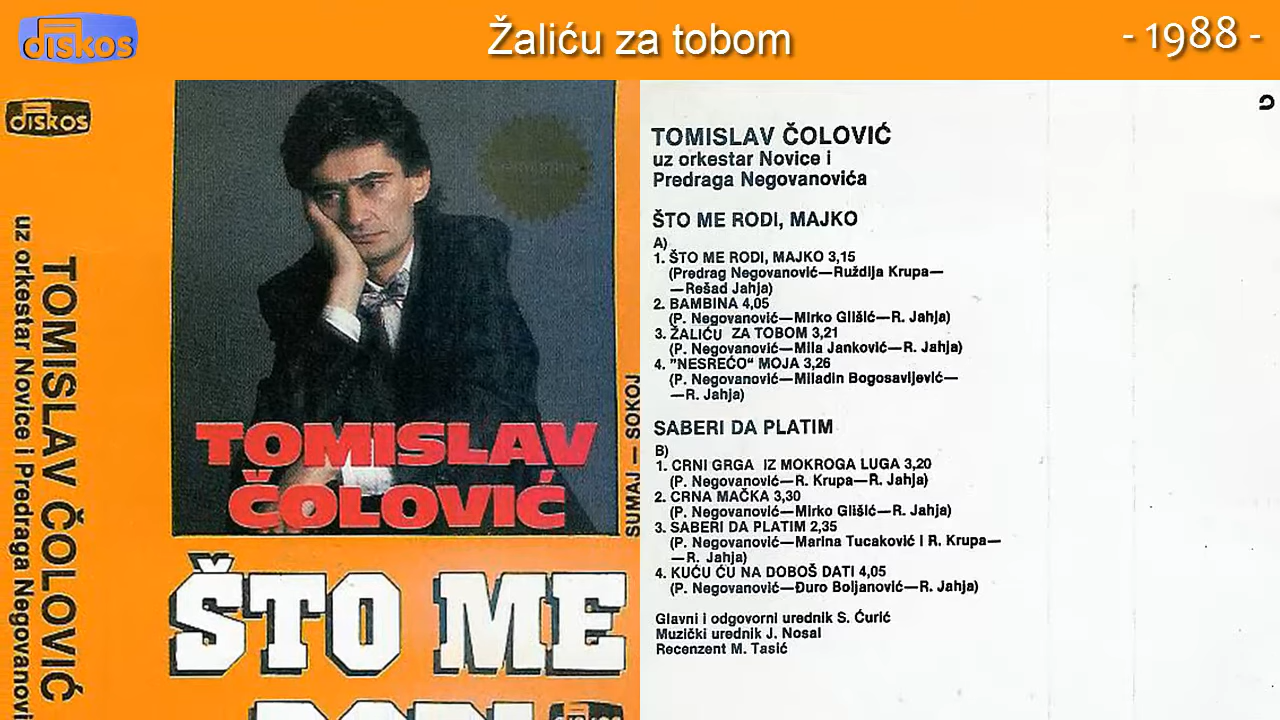 diskos
Žaliću za tobom
- 1988 -
diskos
TOMISLAV ČOLOVIĆ
uz orkestar Novice i Predraga Negovanovi
TOMISLAV
ČOLOVIĆ
SUMAJ — SOKOJ
ŠTO ME
RODI
diskos
TOMISLAV ČOLOVIĆ
uz orkestar Novice i
Predraga Negovanovića
ŠTO ME RODI, MAJKO
A)
1. ŠTO ME RODI, MAJKO 3,15
(Predrag Negovanović—Ruždija Krupa—
—Rešad Jahja)
2. BAMBINA 4,05
(P. Negovanović—Mirko Glišić—R. Jahja)
3. ŽALIĆU ZA TOBOM 3,21
(P. Negovanović—Mila Janković—R. Jahja)
4. "NESREĆO“ MOJA 3,26
(P. Negovanović—Miladin Bogosavljević—
—R. Jahja)
SABERI DA PLATIM
B)
1. CRNI GRGA IZ MOKROGA LUGA 3,20
(P. Negovanović—R. Krupa—R. Jahja)
2. CRNA MAČKA 3,30
(P. Negovanović—Mirko Glišić—R. Jahja)
3. SABERI DA PLATIM 2,35
(P. Negovanović—Marina Tucaković i R. Krupa—
—R. Jahja)
4. KUĆU ĆU NA DOBOŠ DATI 4,05
(P. Negovanović—Đuro Boljanović—R. Jahja)
Glavni i odgovorni urednik S. Ćurić
Muzički urednik J. Nosal
Recenzent M. Tasić